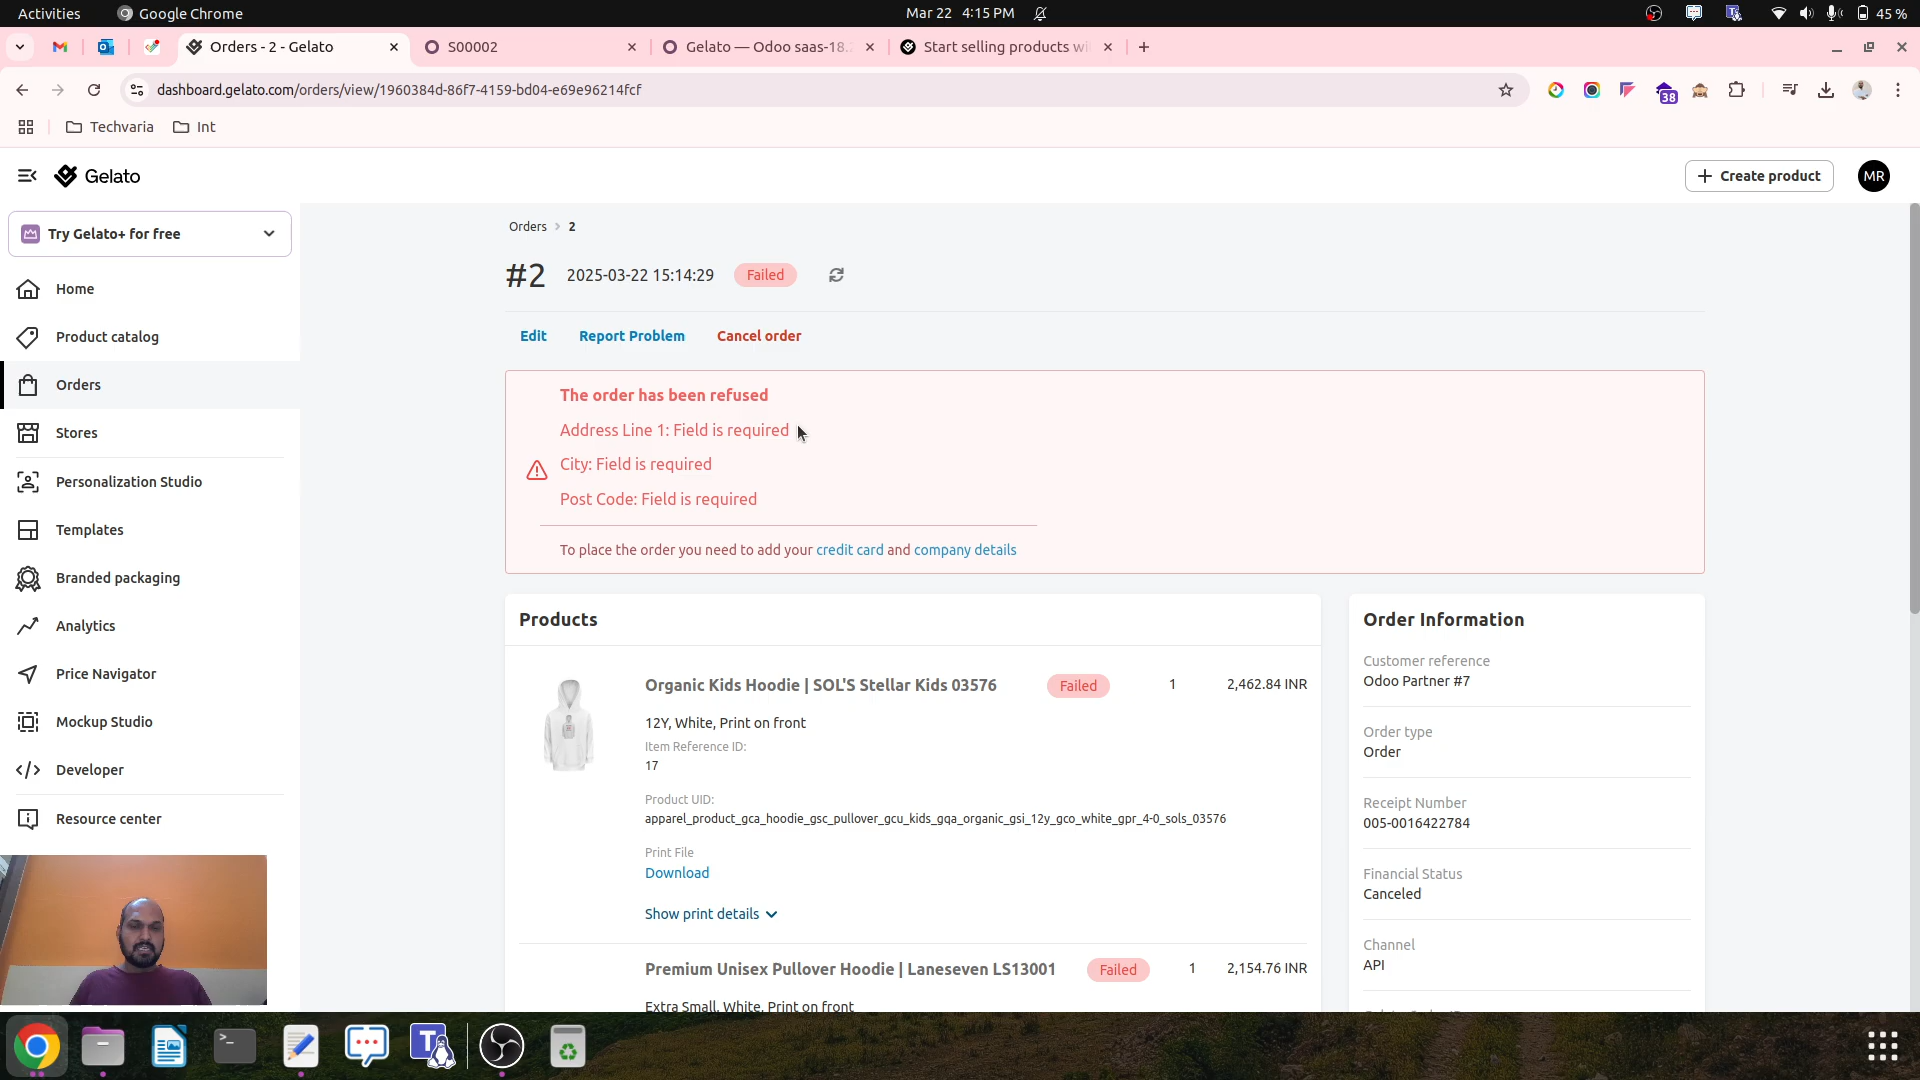 Activities
Google Chrome
Mar 22 4:15 PM
45 %
Orders - 2 - Gelato
S00002
Gelato — Odoo saas-18.
Start selling products wi
dashboard.gelato.com/orders/view/1960384d-86f7-4159-bd04-e69e96214fcf
38
Techvaria
Int
Gelato
Create product
MR
Try Gelato+ for free
Home
Product catalog
Orders
Stores
Personalization Studio
Templates
Branded packaging
Analytics
Price Navigator
Mockup Studio
Developer
Resource center
Orders > 2
#2
2025-03-22 15:14:29
Failed
Edit
Report Problem
Cancel order
The order has been refused
Address Line 1: Field is required
City: Field is required
Post Code: Field is required
To place the order you need to add your credit card and company details
Products
Organic Kids Hoodie | SOL'S Stellar Kids 03576
Failed
1
2,462.84 INR
12Y, White, Print on front
Item Reference ID:
17
Product UID:
apparel_product_gca_hoodie_gsc_pullover_gcu_kids_gqa_organic_gsi_12y_gco_white_gpr_4-0_sols_03576
Print File
Download
Show print details
Premium Unisex Pullover Hoodie | Laneseven LS13001
Failed
1
2,154.76 INR
Extra Small, White, Print on front
Order Information
Customer reference
Odoo Partner #7
Order type
Order
Receipt Number
005-0016422784
Financial Status
Canceled
Channel
API